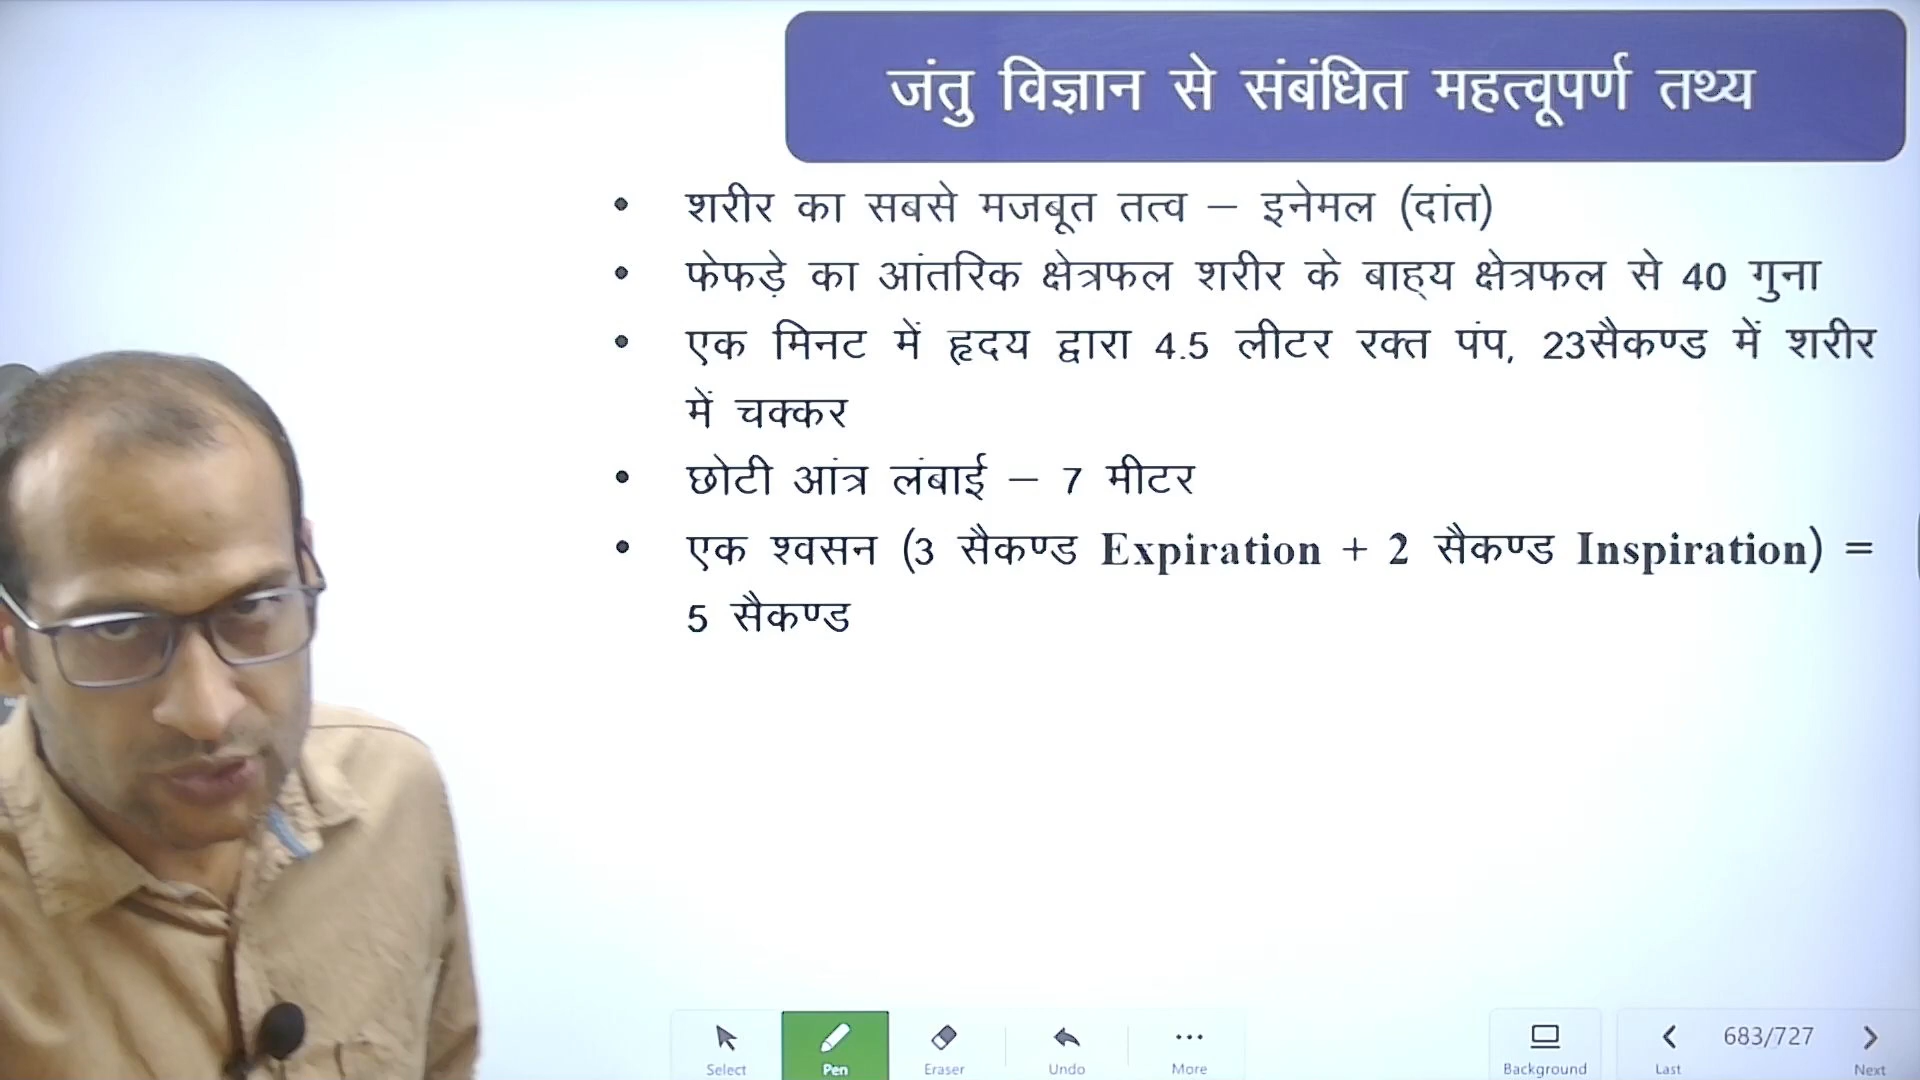 जंतु विज्ञान से संबंधित महत्वूपर्ण तथ्य
• शरीर का सबसे मजबूत तत्व – इनेमल (दांत)
• फेफड़े का आंतरिक क्षेत्रफल शरीर के बाह्य क्षेत्रफल से 40 गुना
• एक मिनट में हृदय द्वारा 4.5 लीटर रक्त पंप, 23सैकण्ड में शरीर
में चक्कर
• छोटी आंत्र लंबाई – 7 मीटर
• एक श्वसन (3 सैकण्ड Expiration + 2 सैकण्ड Inspiration) =
5 सैकण्ड
Select Pen Eraser Undo More Background Last 683/727 Next